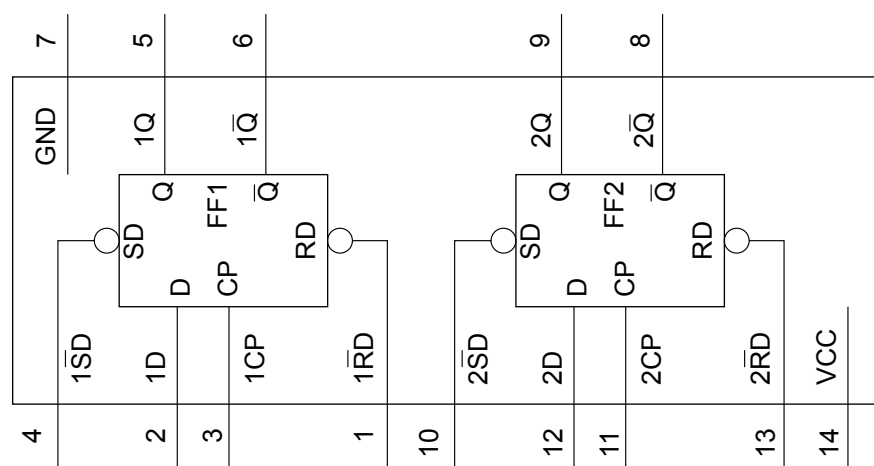 7
5
6
9
8
GND
1Q
1Q̅
2Q
2Q̅
Q
FF1
Q̅
Q
FF2
Q̅
SD
RD
SD
RD
D
CP
D
CP
1S̅D
1D
1CP
1R̅D
2S̅D
2D
2CP
2R̅D
VCC
4
2
3
1
10
12
11
13
14